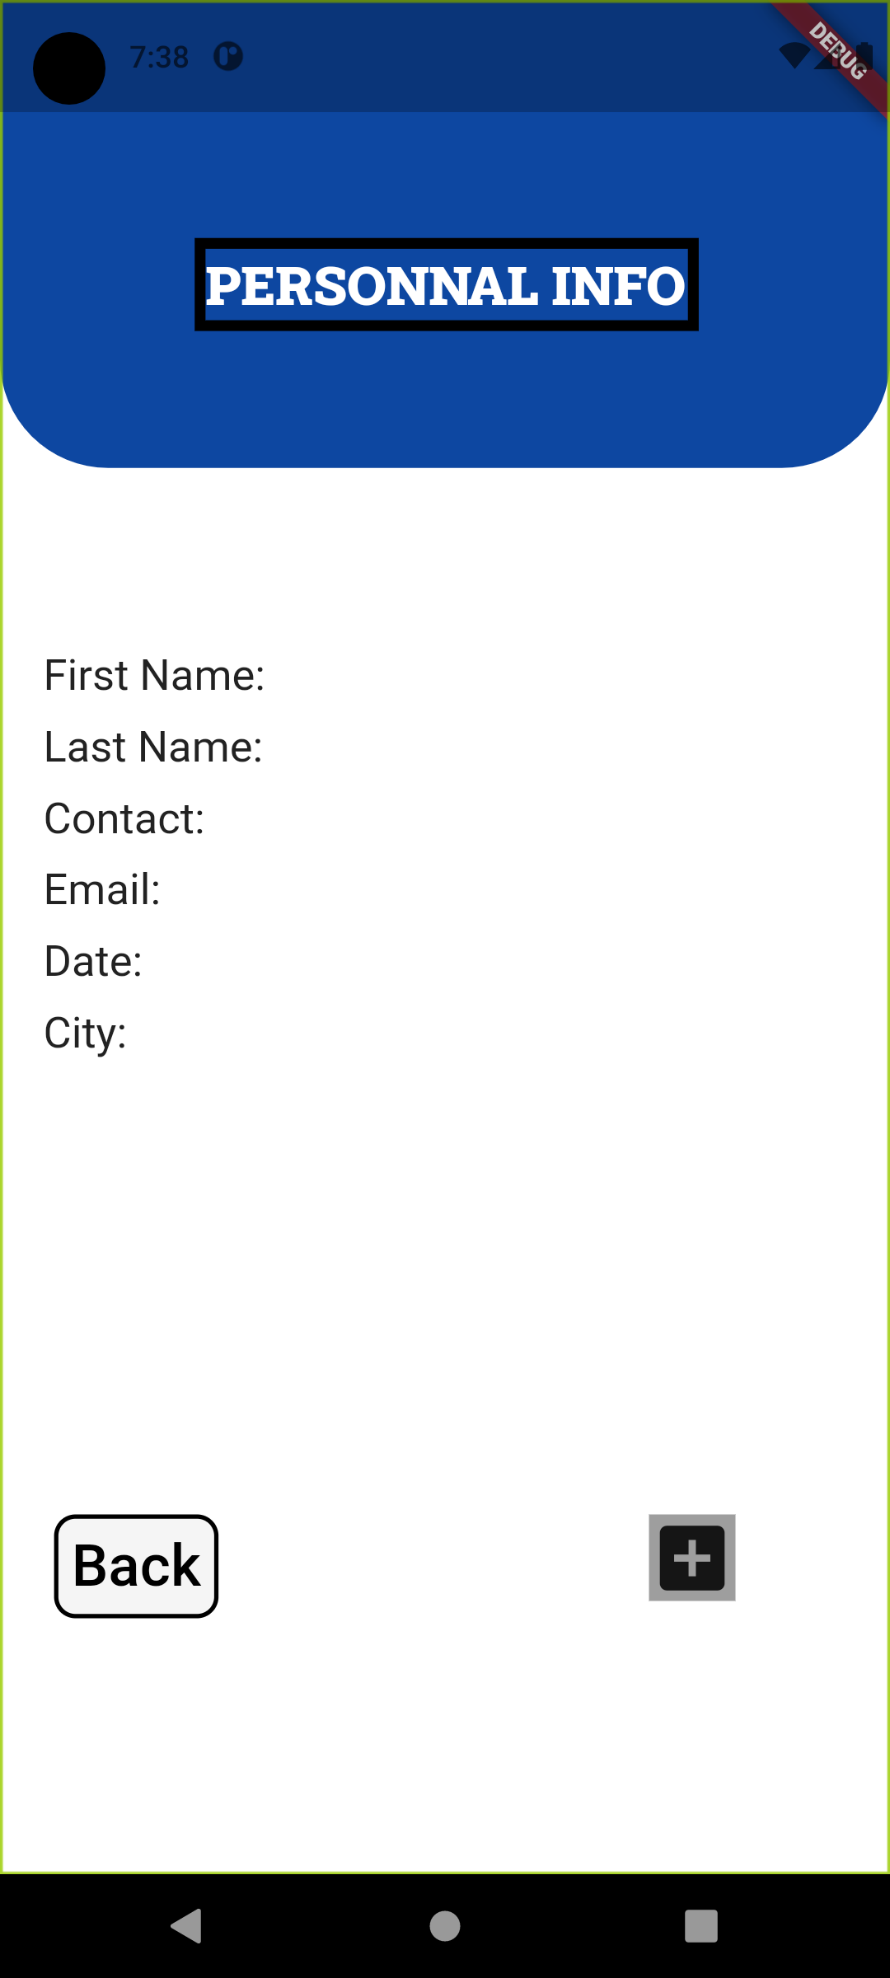 7:38
DEBUG
PERSONNAL INFO
First Name:
Last Name:
Contact:
Email:
Date:
City:
Back